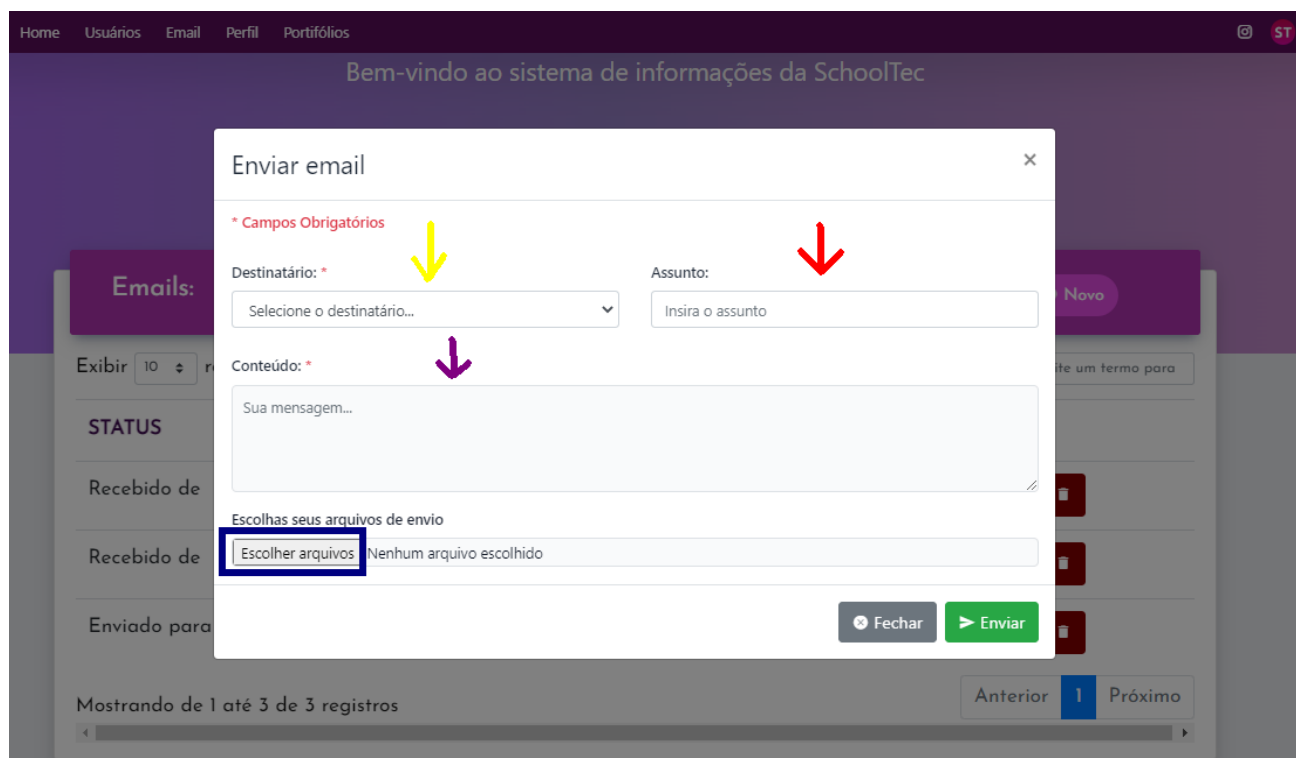 Home Usuários Email Perfil Portifólios ST
Bem-vindo ao sistema de informações da SchoolTec
Enviar email ×
* Campos Obrigatórios
Destinatário: * Assunto:
Selecione o destinatário... Insira o assunto
Emails: Novo
Conteúdo: *
Sua mensagem...
Exibir 10 um termo para
STATUS
Recebido de
Escolhas seus arquivos de envio
Escolher arquivos Nenhum arquivo escolhido
Recebido de
Fechar Enviar
Enviado para
Mostrando de 1 até 3 de 3 registros
Anterior 1 Próximo